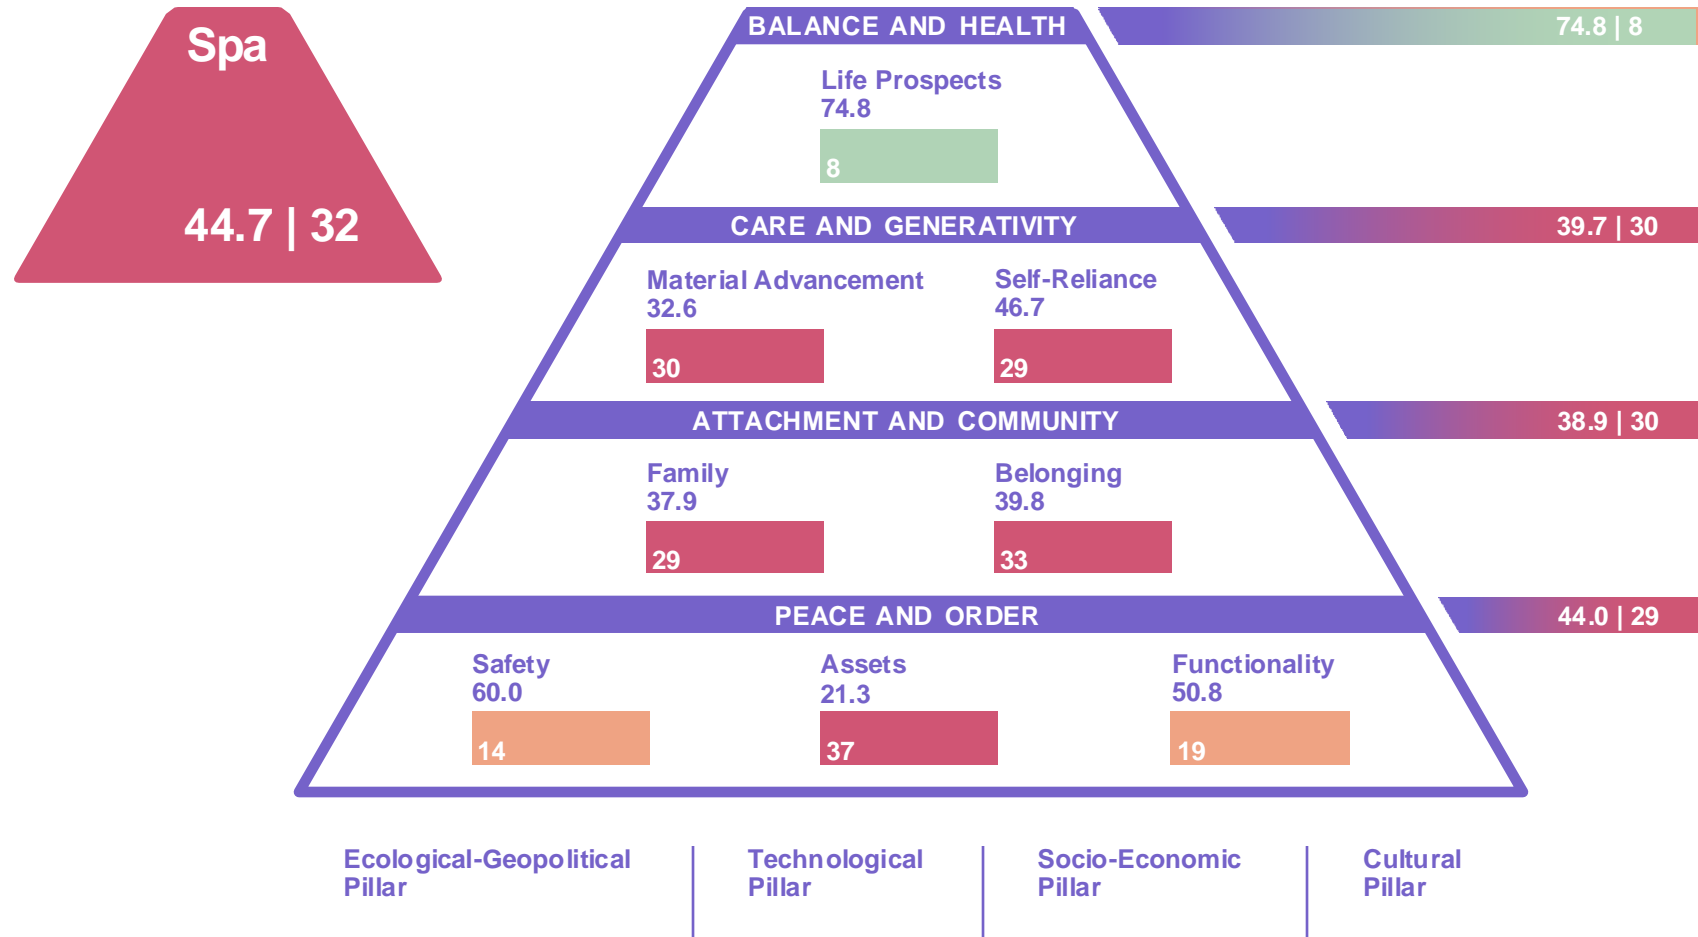 Spa
44.7 | 32
BALANCE AND HEALTH
74.8 | 8
Life Prospects
74.8
8
CARE AND GENERATIVITY
39.7 | 30
Material Advancement
32.6
30
Self-Reliance
46.7
29
ATTACHMENT AND COMMUNITY
38.9 | 30
Family
37.9
29
Belonging
39.8
33
PEACE AND ORDER
44.0 | 29
Safety
60.0
14
Assets
21.3
37
Functionality
50.8
19
Ecological-Geopolitical
Pillar
Technological
Pillar
Socio-Economic
Pillar
Cultural
Pillar